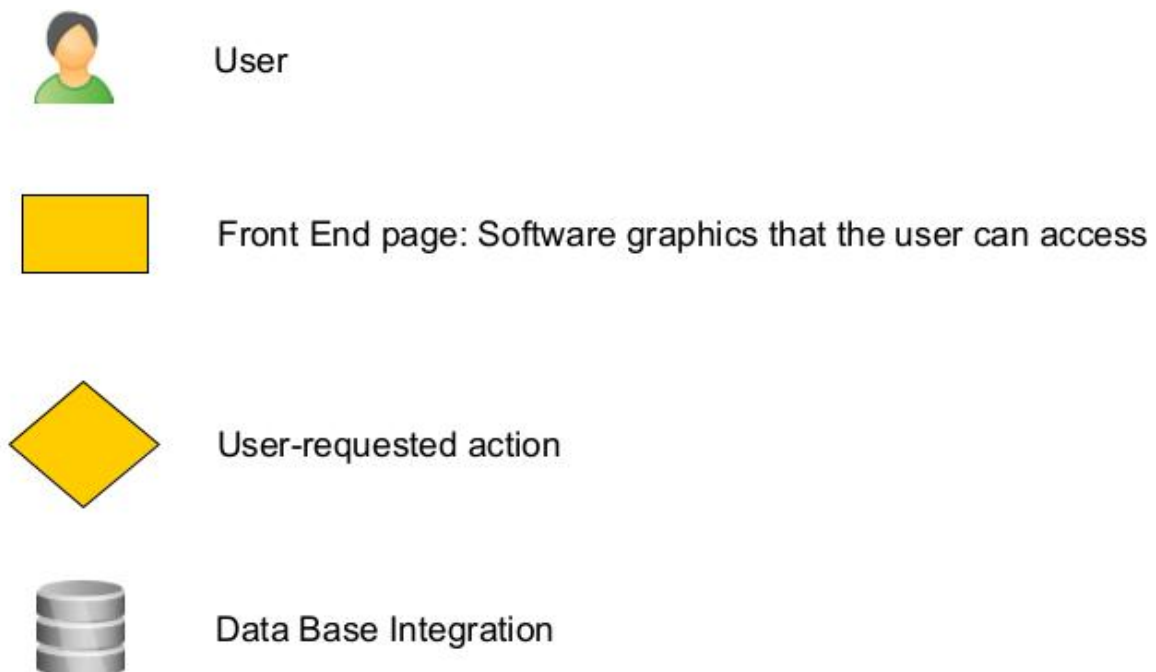 User
Front End page: Software graphics that the user can access
User-requested action
Data Base Integration